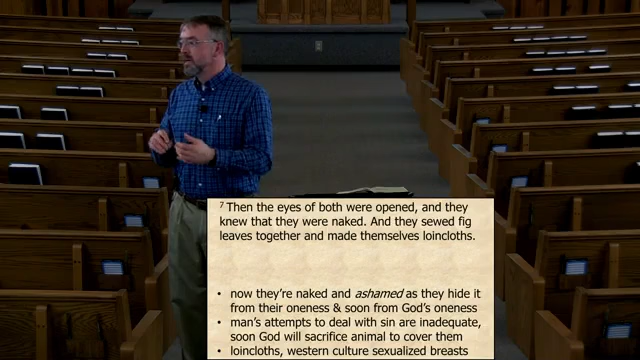 7 Then the eyes of both were opened, and they
knew that they were naked. And they sewed fig
leaves together and made themselves loincloths.
• now they're naked and ashamed as they hide it
from their oneness & soon from God's oneness
• man's attempts to deal with sin are inadequate,
soon God will sacrifice animal to cover them
• loincloths, western culture sexualized breasts